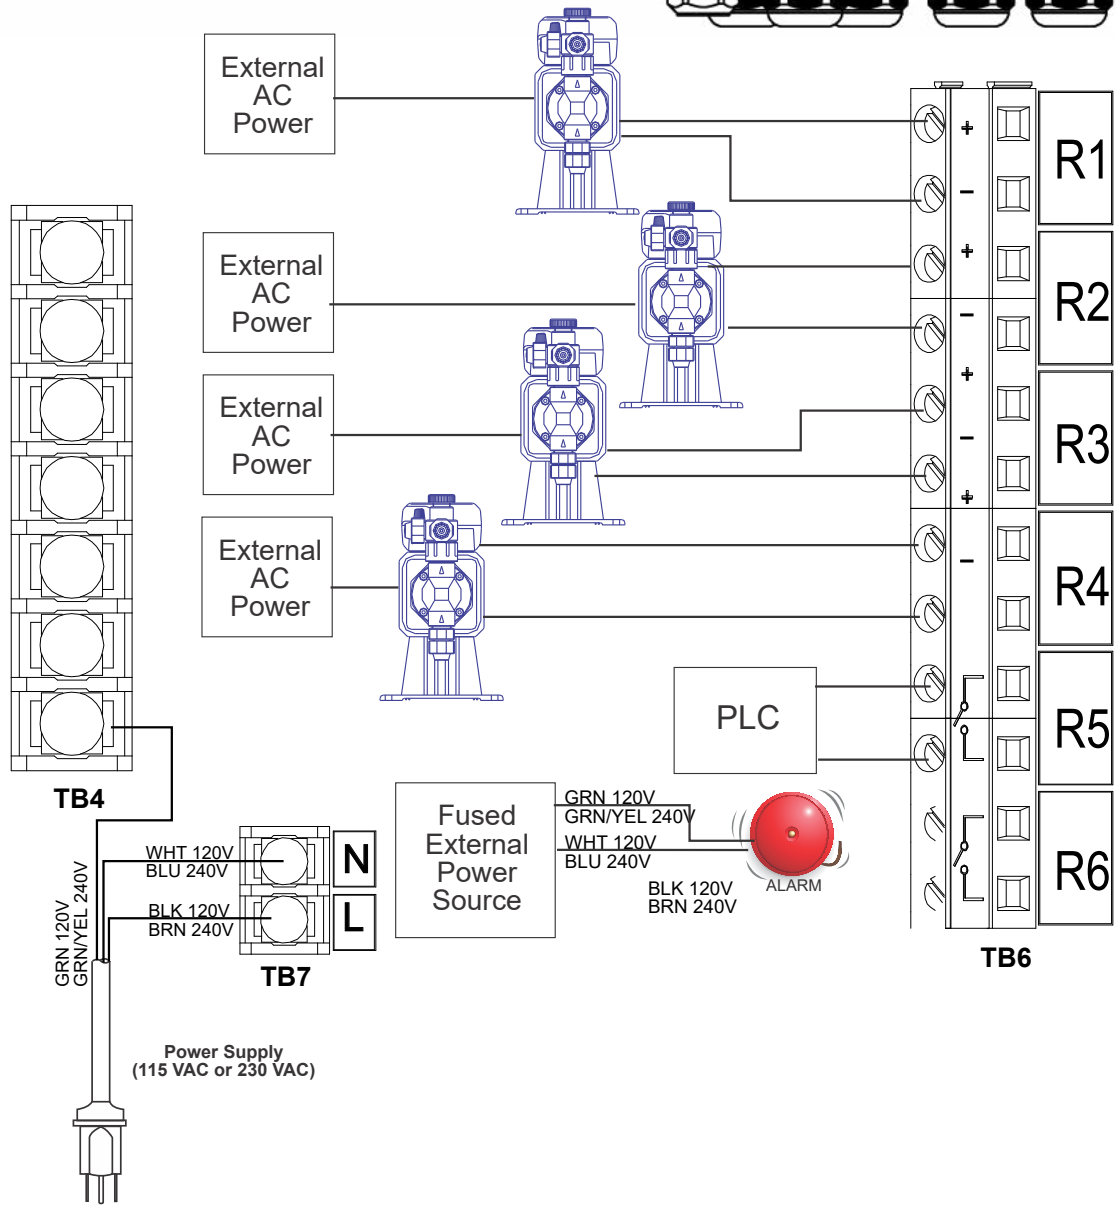 External
AC
Power
R1
+
−
External
AC
Power
+
−
R2
External
AC
Power
+
−
R3
External
AC
Power
+
−
R4
PLC
R5
TB4
Fused
External
Power
Source
GRN 120V
GRN/YEL 240V
WHT 120V
BLU 240V
BLK 120V
BRN 240V
ALARM
R6
TB6
WHT 120V
BLU 240V
N
BLK 120V
BRN 240V
L
TB7
GRN 120V
GRN/YEL 240V
Power Supply
(115 VAC or 230 VAC)